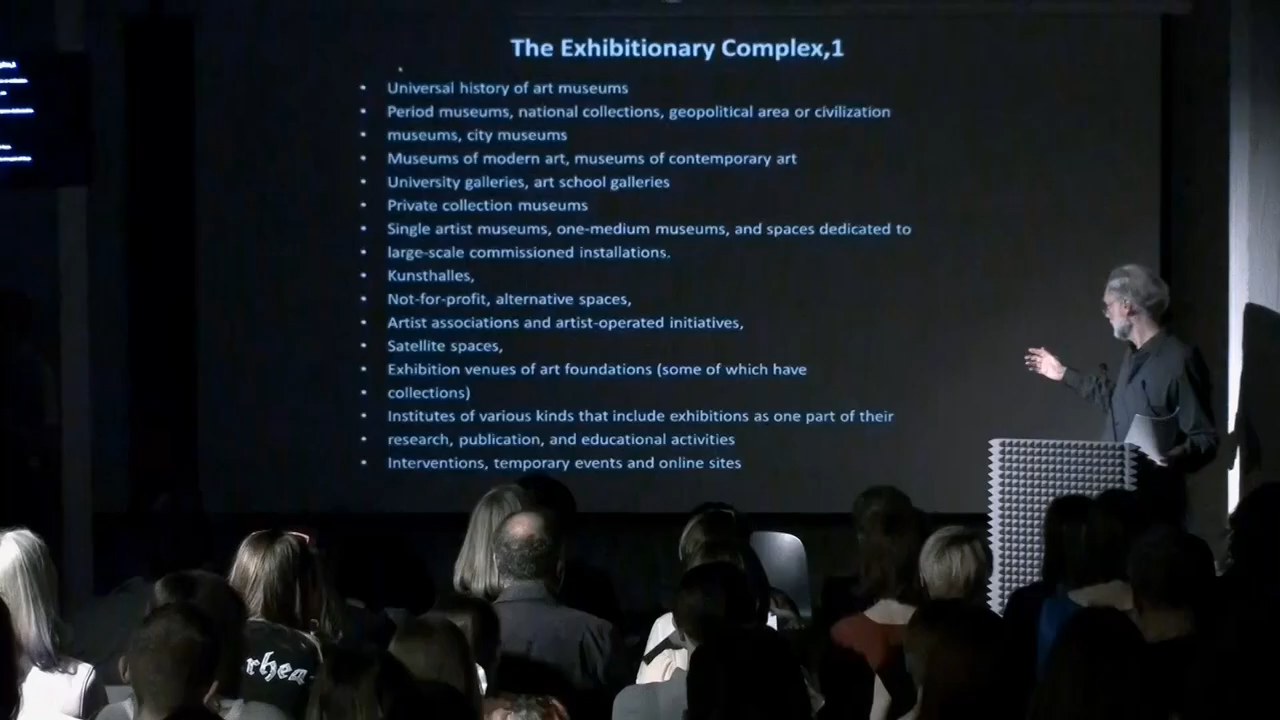 The Exhibitionary Complex,1
• Universal history of art museums
• Period museums, national collections, geopolitical area or civilization
• museums, city museums
• Museums of modern art, museums of contemporary art
• University galleries, art school galleries
• Private collection museums
• Single artist museums, one-medium museums, and spaces dedicated to
• large-scale commissioned installations.
• Kunsthalles,
• Not-for-profit, alternative spaces,
• Artist associations and artist-operated initiatives,
• Satellite spaces,
• Exhibition venues of art foundations (some of which have
• collections)
• Institutes of various kinds that include exhibitions as one part of their
• research, publication, and educational activities
• Interventions, temporary events and online sites
rhea